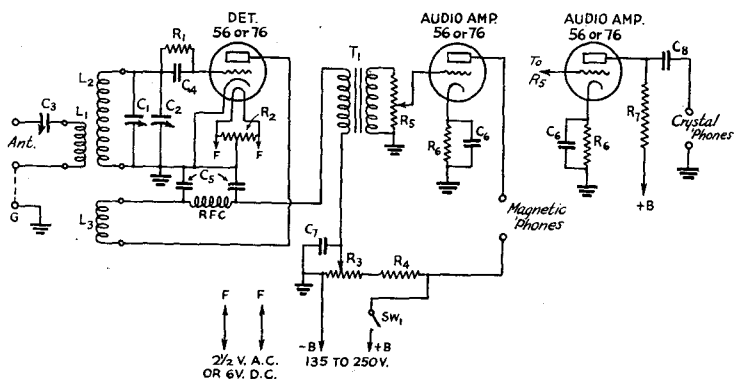 DET.
56 or 76
AUDIO AMP.
56 or 76
AUDIO AMP.
56 or 76
R1
C4
L2
C3
L1
Ant.
C1
C2
R2
F
F
G
L3
C5
RFC
T1
R5
R6
C6
C7
R3
R4
SW1
Magnetic
'Phones
To
R5
C6
R6
R7
+B
C8
Crystal 'Phones
F
F
2½ V. A.C.
OR 6V. D.C.
-B
+B
135 TO 250V.